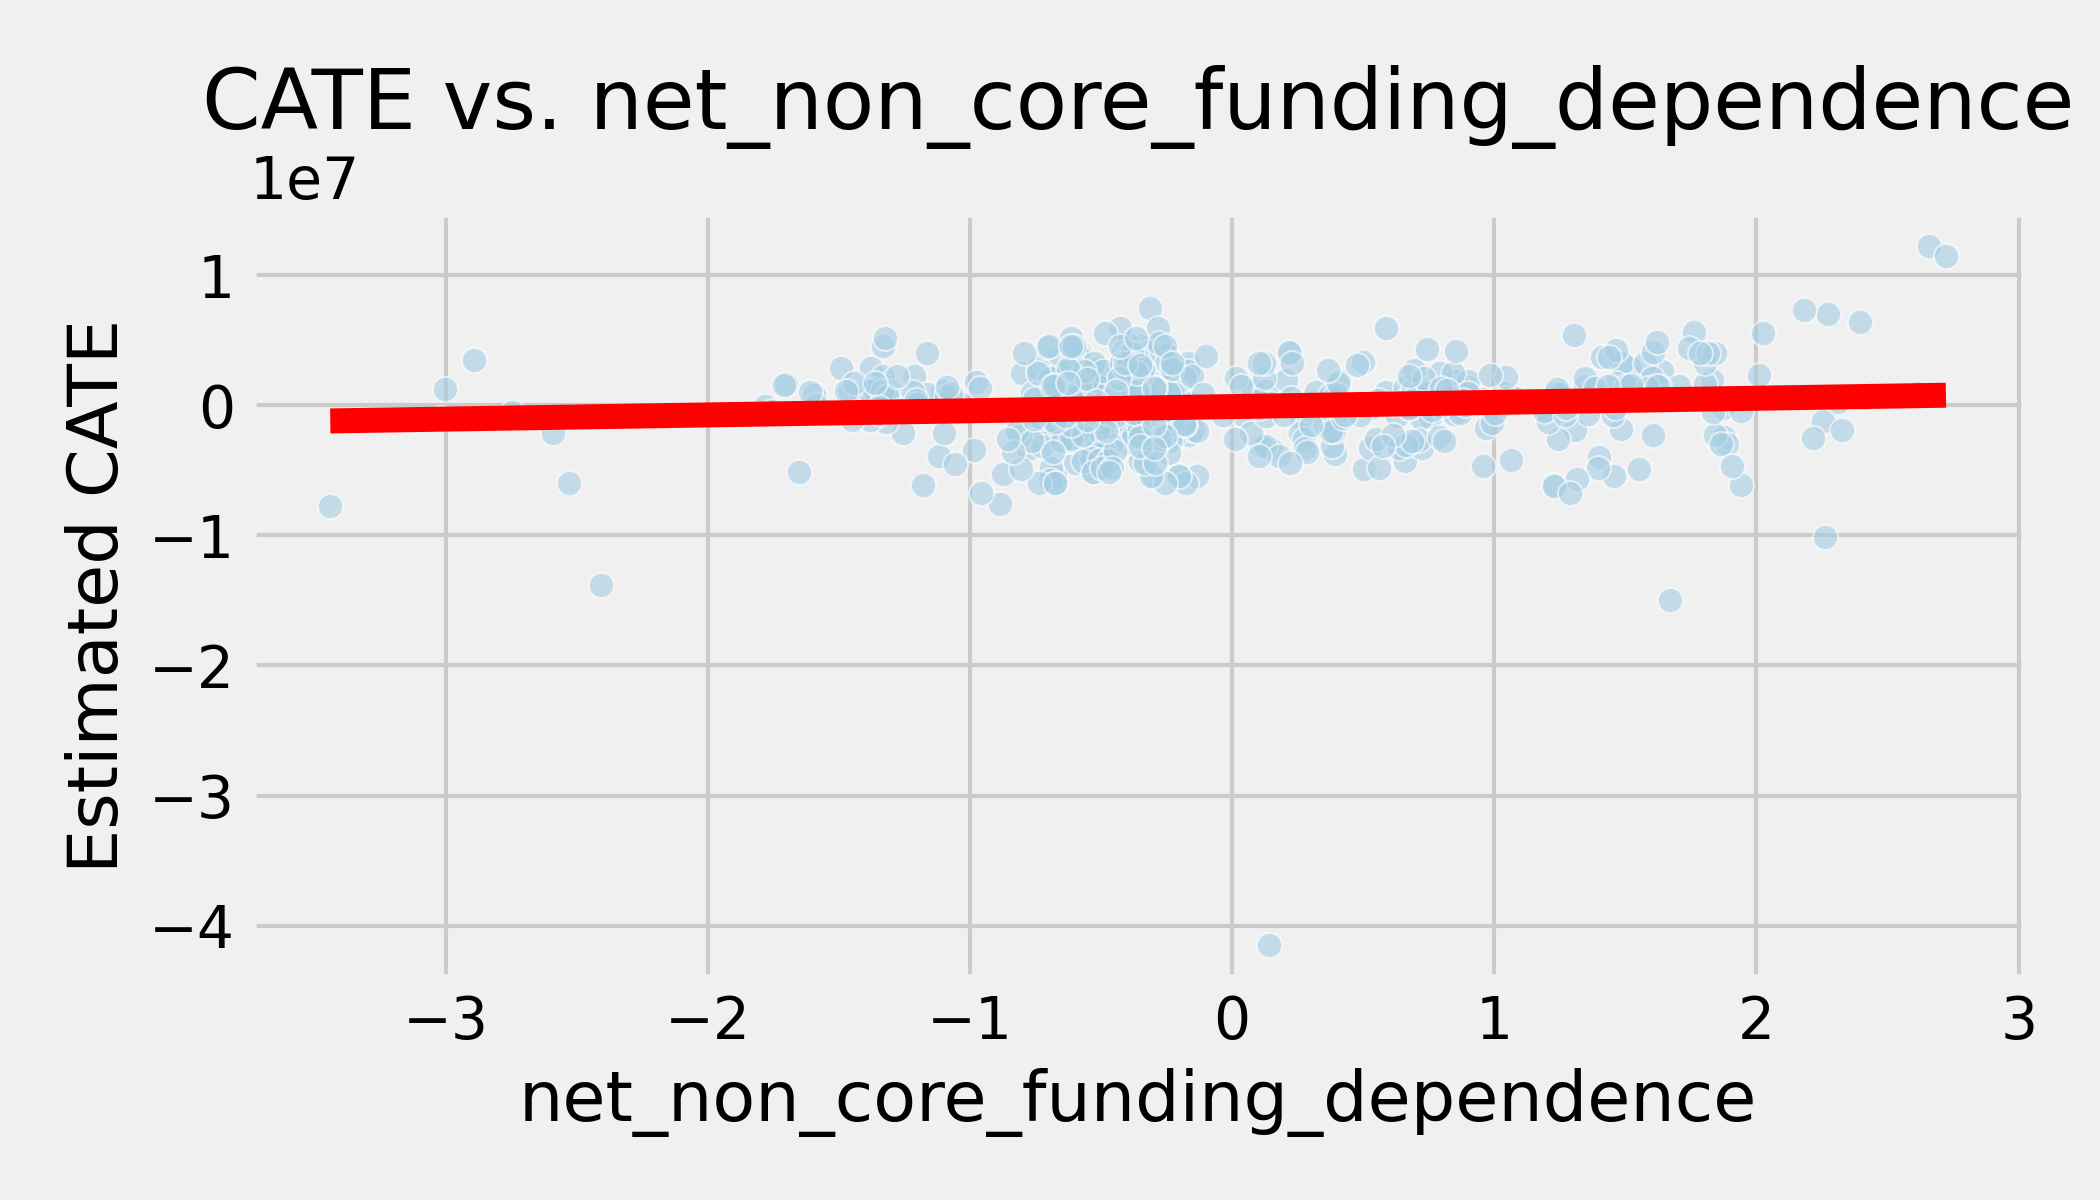 CATE vs. net_non_core_funding_dependence
1e7
1
0
−1
−2
−3
−4
Estimated CATE
−3 −2 −1 0 1 2 3
net_non_core_funding_dependence